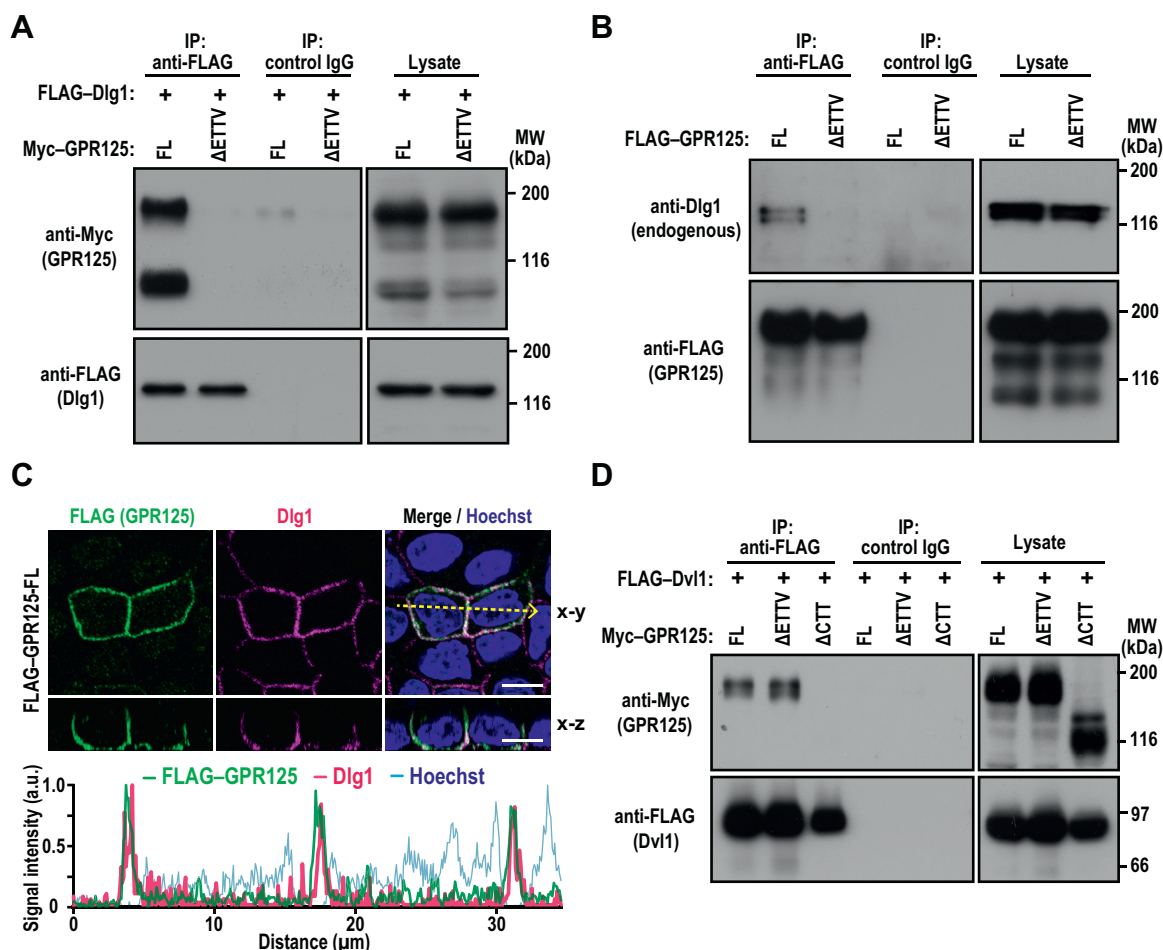 A
IP:
anti-FLAG
IP:
control IgG
Lysate
FLAG–Dlg1: + + + + + +
Myc–GPR125: FL ΔETTV FL ΔETTV FL ΔETTV
MW
(kDa)
anti-Myc
(GPR125)
200
116
anti-FLAG
(Dlg1)
200
116
B
IP:
anti-FLAG
IP:
control IgG
Lysate
FLAG–GPR125: FL ΔETTV FL ΔETTV FL ΔETTV
MW
(kDa)
anti-Dlg1
(endogenous)
200
116
anti-FLAG
(GPR125)
200
116
C
FLAG (GPR125) Dlg1 Merge / Hoechst
FLAG–GPR125-FL
x-y
x-z
FLAG–GPR125 Dlg1 Hoechst
Signal intensity (a.u.)
1.0
0.5
0
0 10 20 30
Distance (µm)
D
IP:
anti-FLAG
IP:
control IgG
Lysate
FLAG–Dvl1: + + + + + + + + +
Myc–GPR125: FL ΔETTV ΔCTT FL ΔETTV ΔCTT FL ΔETTV ΔCTT
MW
(kDa)
anti-Myc
(GPR125)
200
116
anti-FLAG
(Dvl1)
97
66